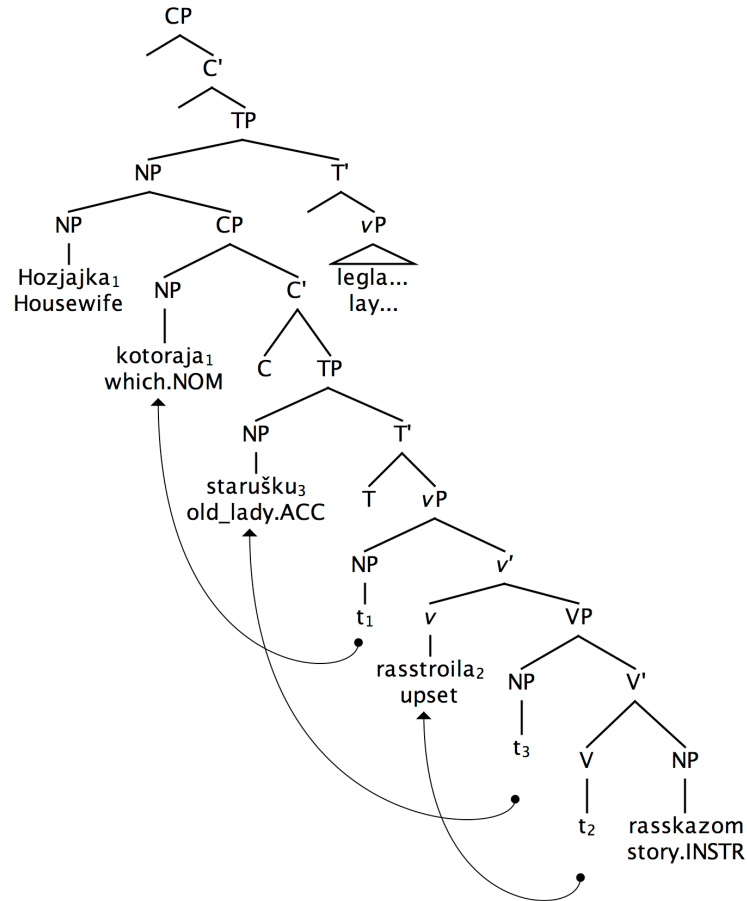 CP
C'
TP
NP T'
NP CP vP
Hozjajka₁ NP C' legla...
Housewife lay...
kotoraja₁ C TP
which.NOM
NP T'
starušku₃ T vP
old_lady.ACC
NP v'
t₁ v VP
rasstroila₂ NP V'
upset
t₃ V NP
t₂ rasskazom
story.INSTR